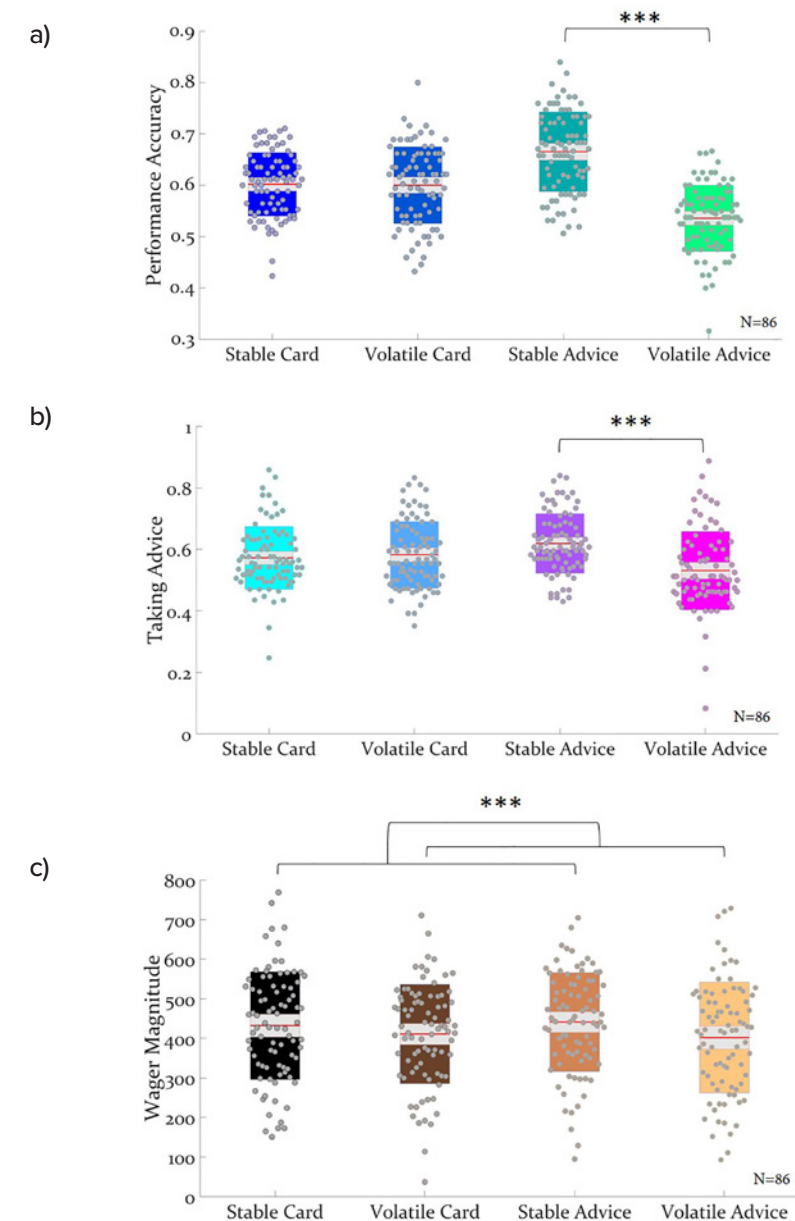 a)
***
Performance Accuracy
0.9
0.8
0.7
0.6
0.5
0.4
0.3
N=86
Stable Card Volatile Card Stable Advice Volatile Advice
b)
***
Taking Advice
1
0.8
0.6
0.4
0.2
0
N=86
Stable Card Volatile Card Stable Advice Volatile Advice
c)
***
Wager Magnitude
800
700
600
500
400
300
200
100
0
N=86
Stable Card Volatile Card Stable Advice Volatile Advice